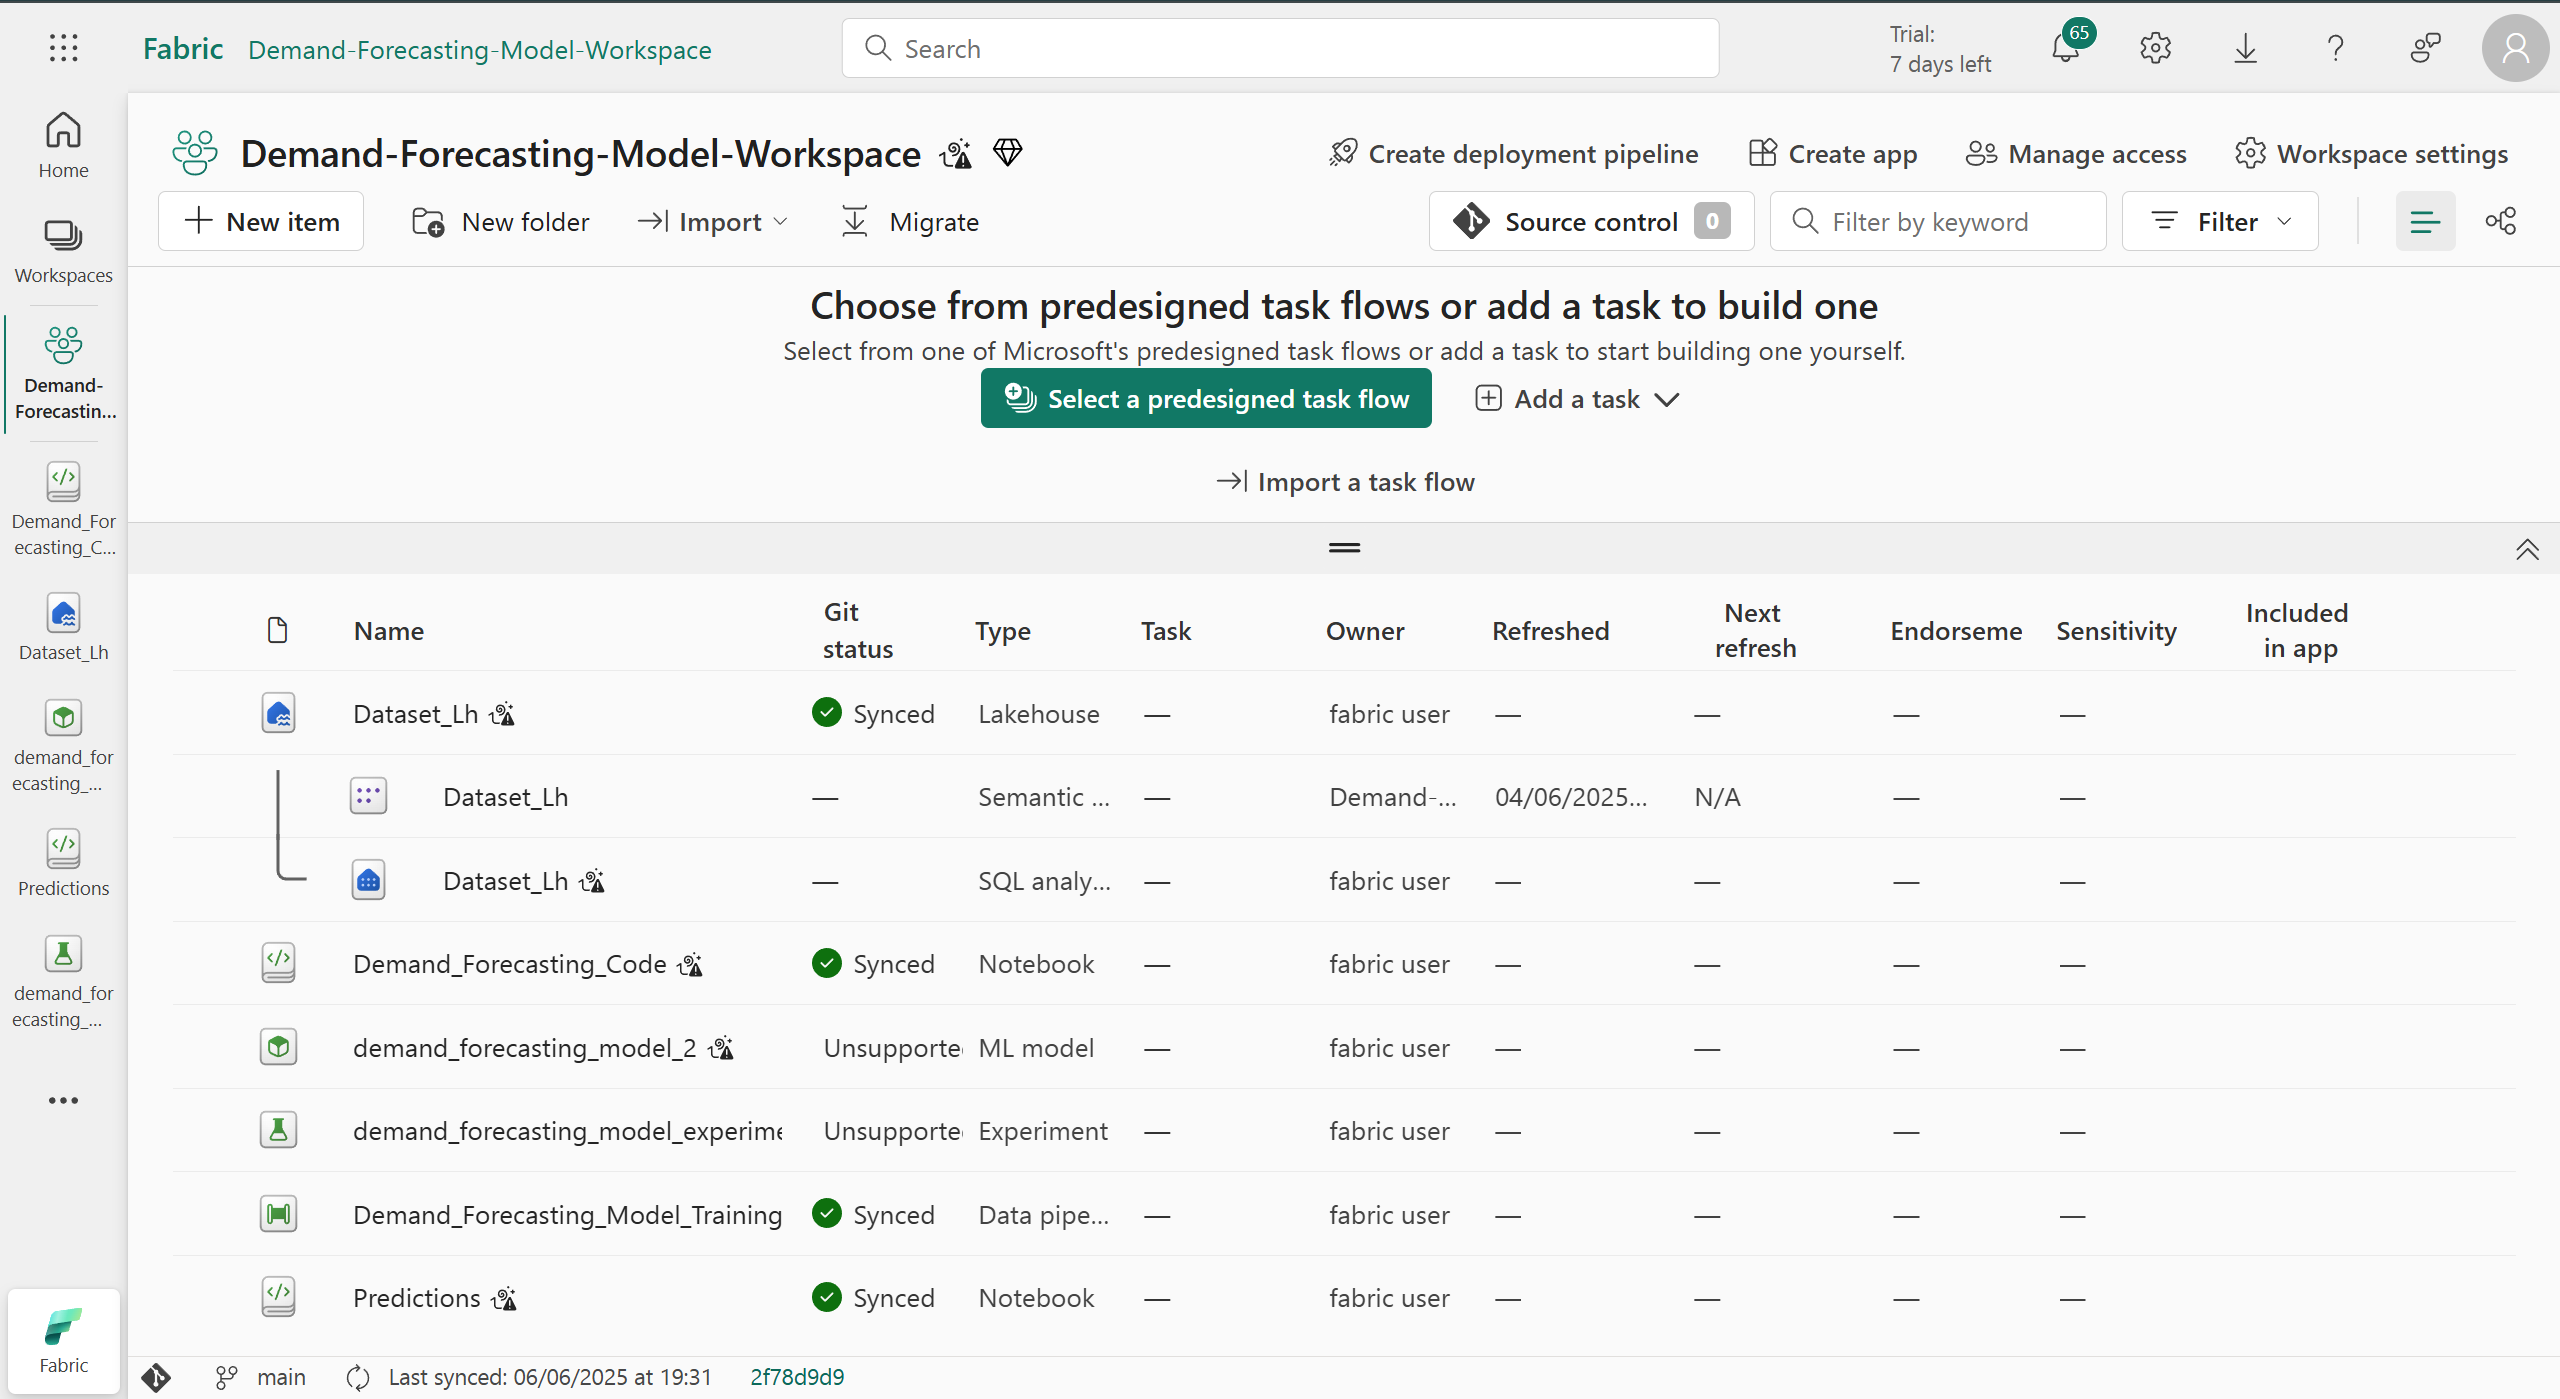 Fabric Demand-Forecasting-Model-Workspace
Search
Trial:
7 days left
65
Home
Workspaces
Demand-
Forecastin...
Demand_For
ecasting_C...
Dataset_Lh
demand_for
ecasting_...
Predictions
demand_for
ecasting_...
Fabric
Demand-Forecasting-Model-Workspace
Create deployment pipeline
Create app
Manage access
Workspace settings
New item
New folder
Import
Migrate
Source control 0
Filter by keyword
Filter
Choose from predesigned task flows or add a task to build one
Select from one of Microsoft's predesigned task flows or add a task to start building one yourself.
Select a predesigned task flow
Add a task
Import a task flow
Name Git status Type Task Owner Refreshed Next refresh Endorseme Sensitivity Included in app
Dataset_Lh Synced Lakehouse — fabric user — — — —
Dataset_Lh — Semantic ... — Demand-... 04/06/2025... N/A — —
Dataset_Lh — SQL analy... — fabric user — — — —
Demand_Forecasting_Code Synced Notebook — fabric user — — — —
demand_forecasting_model_2 Unsupporte ML model — fabric user — — — —
demand_forecasting_model_experime Unsupporte Experiment — fabric user — — — —
Demand_Forecasting_Model_Training Synced Data pipe... — fabric user — — — —
Predictions Synced Notebook — fabric user — — — —
main Last synced: 06/06/2025 at 19:31 2f78d9d9